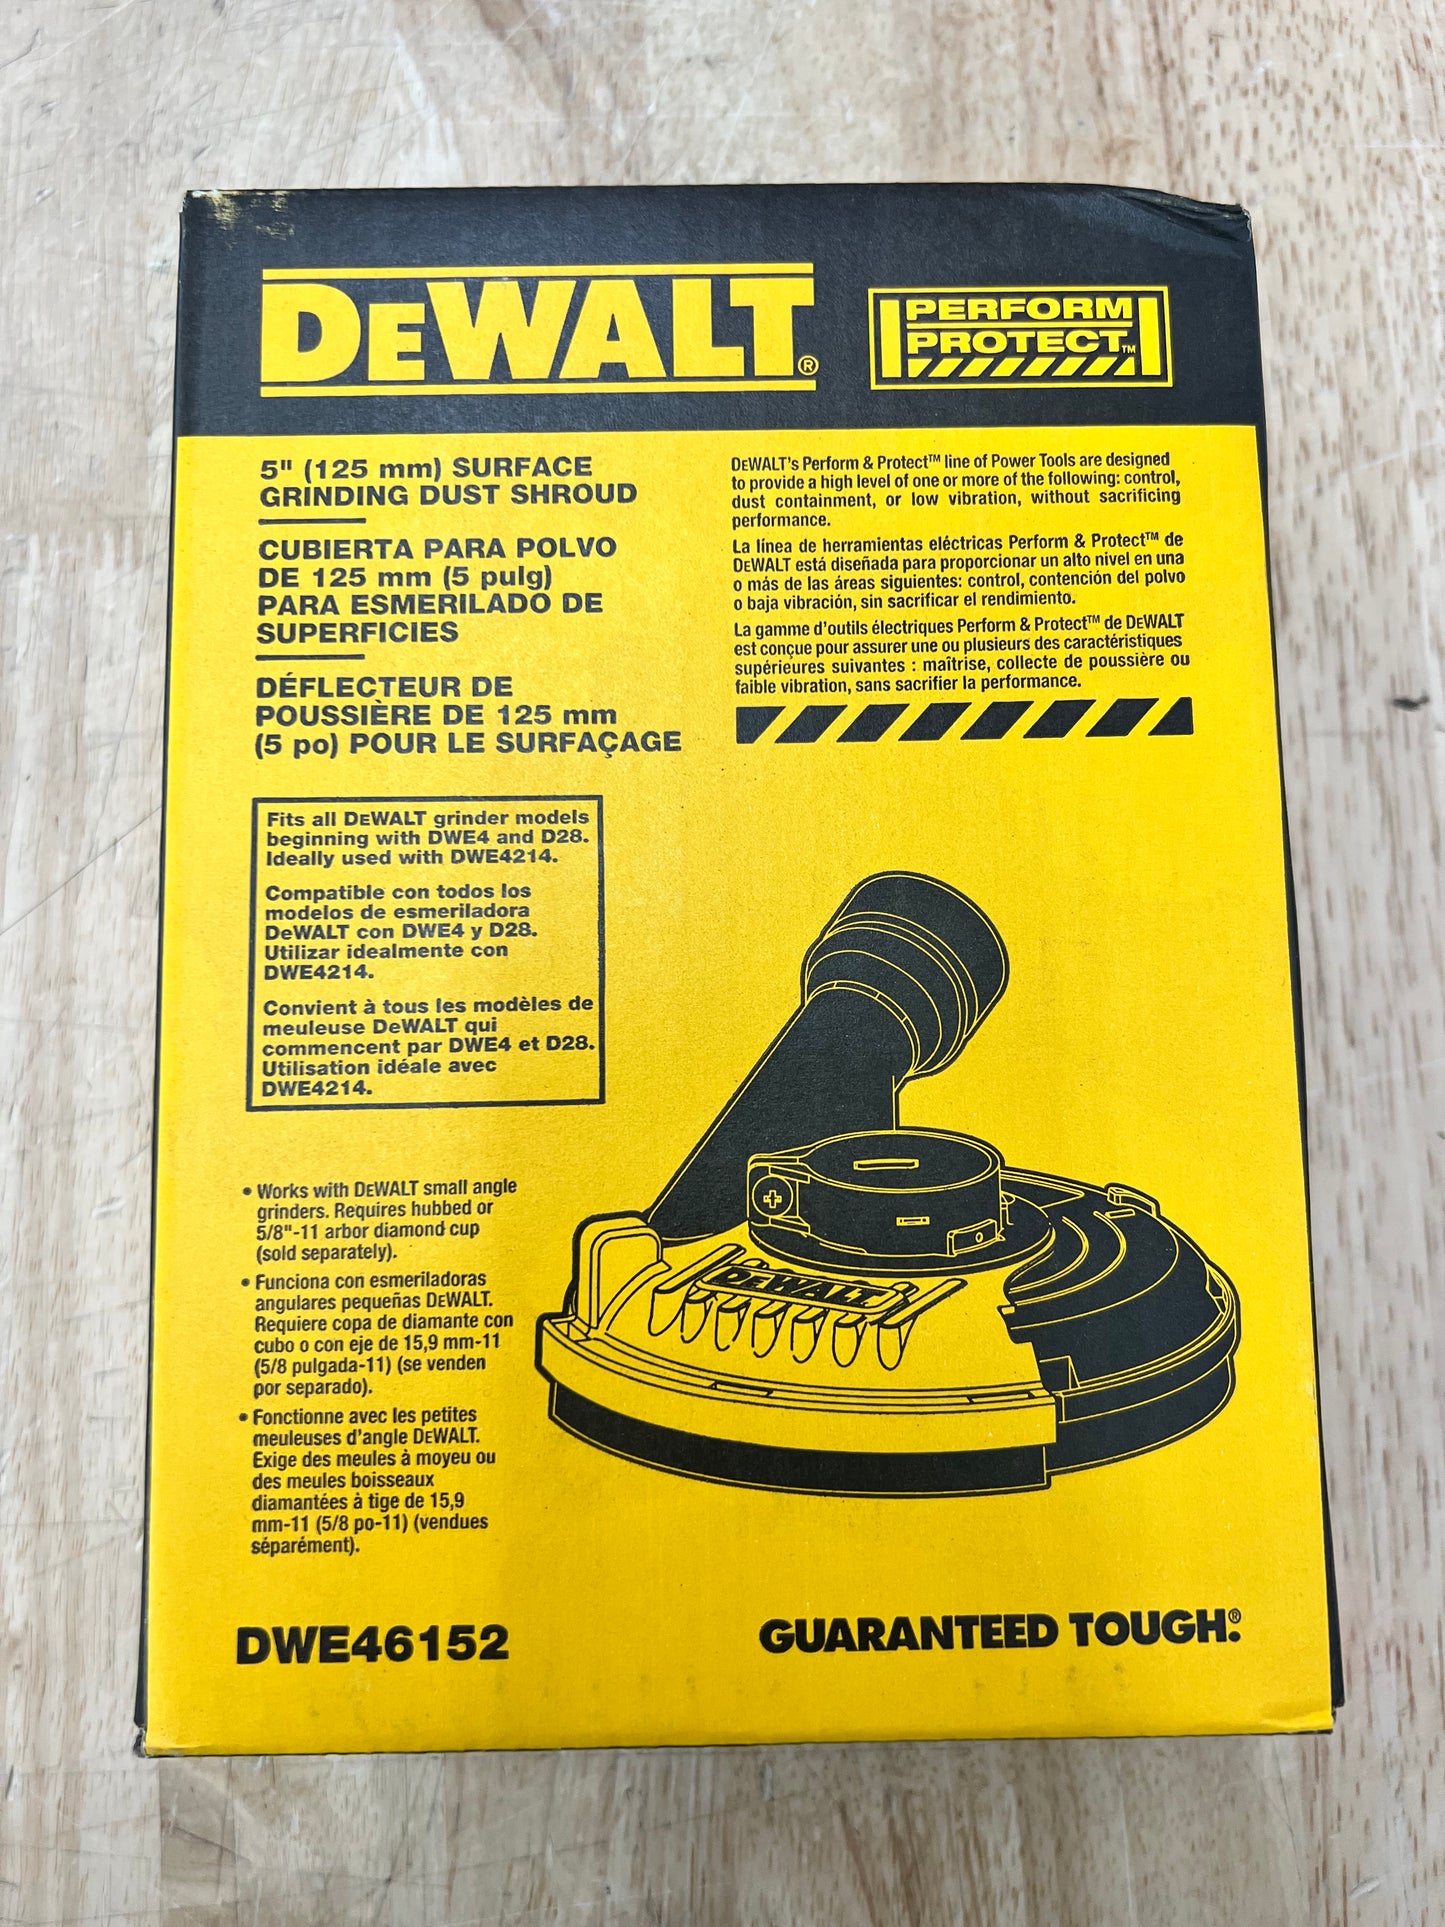 DEWALT®
PERFORM
PROTECT™
5" (125 mm) SURFACE
GRINDING DUST SHROUD
CUBIERTA PARA POLVO
DE 125 mm (5 pulg)
PARA ESMERILADO DE
SUPERFICIES
DÉFLECTEUR DE
POUSSIÈRE DE 125 mm
(5 po) POUR LE SURFAÇAGE
DEWALT's Perform & Protect™ line of Power Tools are designed
to provide a high level of one or more of the following: control,
dust containment, or low vibration, without sacrificing
performance.
La línea de herramientas eléctricas Perform & Protect™ de
DEWALT está diseñada para proporcionar un alto nivel en una
o más de las áreas siguientes: control, contención del polvo
o baja vibración, sin sacrificar el rendimiento.
La gamme d'outils électriques Perform & Protect™ de DEWALT
est conçue pour assurer une ou plusieurs des caractéristiques
supérieures suivantes : maîtrise, collecte de poussière ou
faible vibration, sans sacrifier la performance.
Fits all DEWALT grinder models
beginning with DWE4 and D28.
Ideally used with DWE4214.
Compatible con todos los
modelos de esmeriladora
DeWALT con DWE4 y D28.
Utilizar idealmente con
DWE4214.
Convient à tous les modèles de
meuleuse DeWALT qui
commencent par DWE4 et D28.
Utilisation idéale avec
DWE4214.
• Works with DEWALT small angle
grinders. Requires hubbed or
5/8"-11 arbor diamond cup
(sold separately).
• Funciona con esmeriladoras
angulares pequeñas DEWALT.
Requiere copa de diamante con
cubo o con eje de 15,9 mm-11
(5/8 pulgada-11) (se venden
por separado).
• Fonctionne avec les petites
meuleuses d'angle DEWALT.
Exige des meules à moyeu ou
des meules boisseaux
diamantées à tige de 15,9
mm-11 (5/8 po-11) (vendues
séparément).
DEWALT
DWE46152
GUARANTEED TOUGH.®